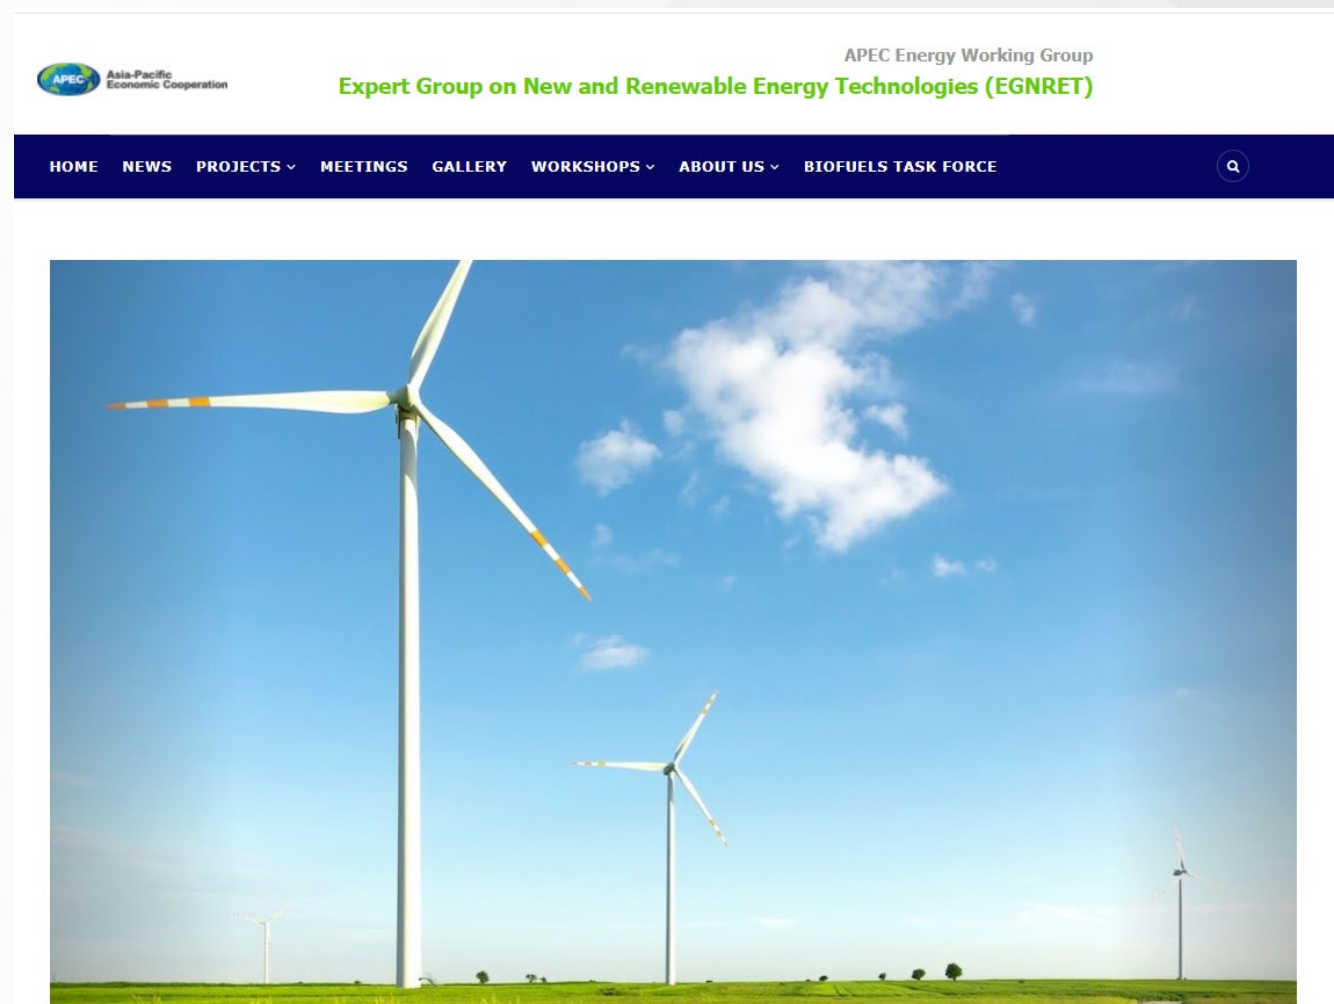 APEC
Asia-Pacific
Economic Cooperation
APEC Energy Working Group
Expert Group on New and Renewable Energy Technologies (EGNRET)
HOME NEWS PROJECTS MEETINGS GALLERY WORKSHOPS ABOUT US BIOFUELS TASK FORCE